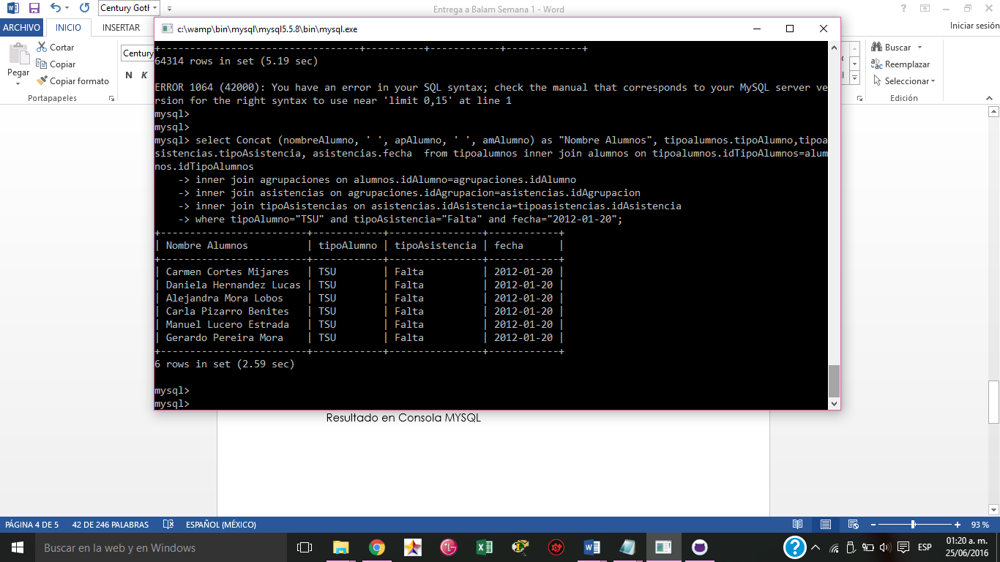 Century Gotl
Entrega a Balam Semana 1 - Word
ARCHIVO
INICIO
INSERTAR
Iniciar sesión
Pegar
Cortar
Copiar
Copiar formato
Portapapeles
Century
N K
Buscar
Reemplazar
Seleccionar
Edición
c:\wamp\bin\mysql\mysql5.5.8\bin\mysql.exe
+----------------------------------+----------+------------+--------------+
64314 rows in set (5.19 sec)
ERROR 1064 (42000): You have an error in your SQL syntax; check the manual that corresponds to your MySQL server ve
rsion for the right syntax to use near 'limit 0,15' at line 1
mysql>
mysql>
mysql> select Concat (nombreAlumno, ' ', apAlumno, ' ', amAlumno) as "Nombre Alumnos", tipoalumnos.tipoAlumno,tipoa
sistencias.tipoAsistencia, asistencias.fecha  from tipoalumnos inner join alumnos on tipoalumnos.idTipoAlumnos=alum
nos.idTipoAlumnos
    -> inner join agrupaciones on alumnos.idAlumno=agrupaciones.idAlumno
    -> inner join asistencias on agrupaciones.idAgrupacion=asistencias.idAgrupacion
    -> inner join tipoAsistencias on asistencias.idAsistencia=tipoasistencias.idAsistencia
    -> where tipoAlumno="TSU" and tipoAsistencia="Falta" and fecha="2012-01-20";
+-------------------------+------------+----------------+------------+
| Nombre Alumnos          | tipoAlumno | tipoAsistencia | fecha      |
+-------------------------+------------+----------------+------------+
| Carmen Cortes Mijares   | TSU        | Falta          | 2012-01-20 |
| Daniela Hernandez Lucas | TSU        | Falta          | 2012-01-20 |
| Alejandra Mora Lobos    | TSU        | Falta          | 2012-01-20 |
| Carla Pizarro Benites   | TSU        | Falta          | 2012-01-20 |
| Manuel Lucero Estrada   | TSU        | Falta          | 2012-01-20 |
| Gerardo Pereira Mora    | TSU        | Falta          | 2012-01-20 |
+-------------------------+------------+----------------+------------+
6 rows in set (2.59 sec)
mysql>
mysql>
Resultado en Consola MYSQL
PÁGINA 4 DE 5
42 DE 246 PALABRAS
ESPAÑOL (MÉXICO)
93 %
Buscar en la web y en Windows
ESP
01:20 a. m.
25/06/2016